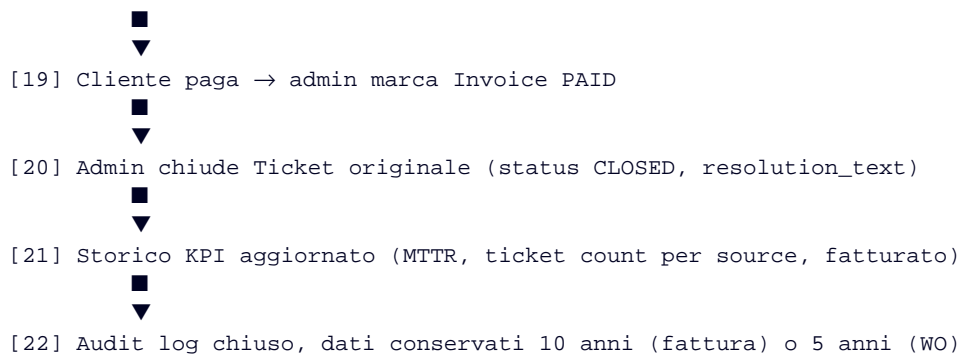 [19] Cliente paga → admin marca Invoice PAID
[20] Admin chiude Ticket originale (status CLOSED, resolution_text)
[21] Storico KPI aggiornato (MTTR, ticket count per source, fatturato)
[22] Audit log chiuso, dati conservati 10 anni (fattura) o 5 anni (WO)